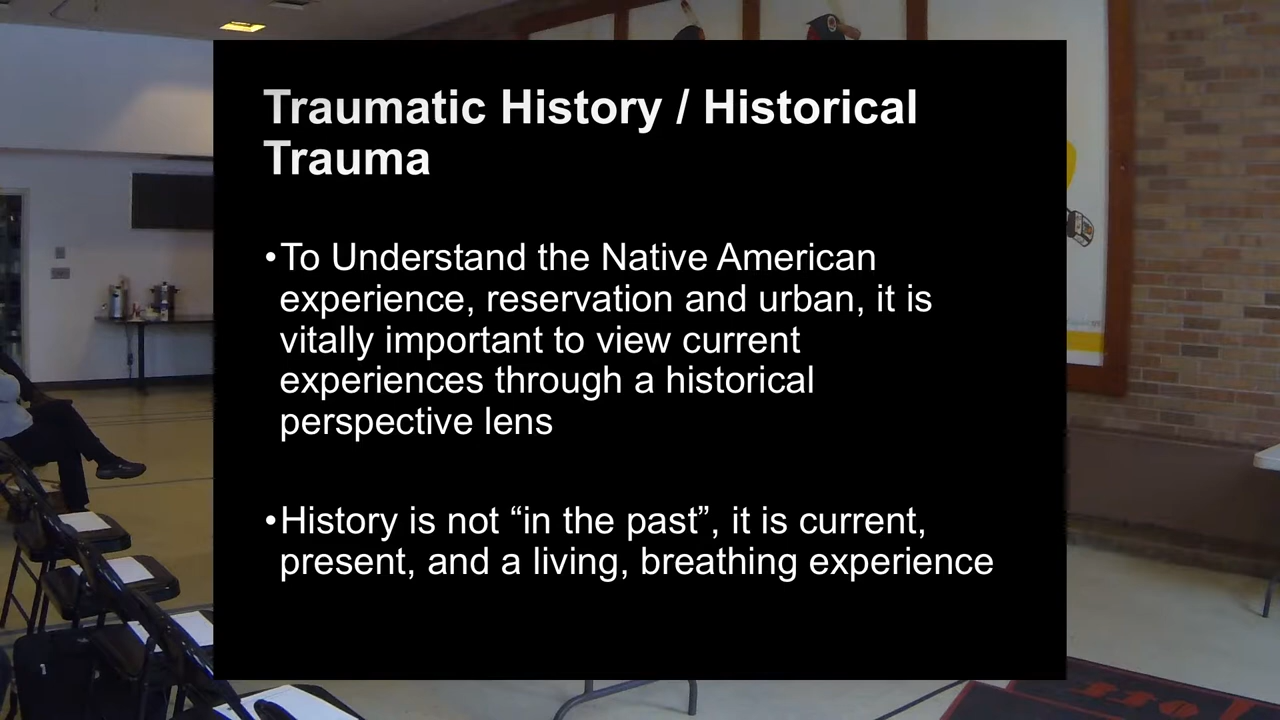 Traumatic History / Historical
Trauma
•To Understand the Native American
experience, reservation and urban, it is
vitally important to view current
experiences through a historical
perspective lens
•History is not “in the past”, it is current,
present, and a living, breathing experience